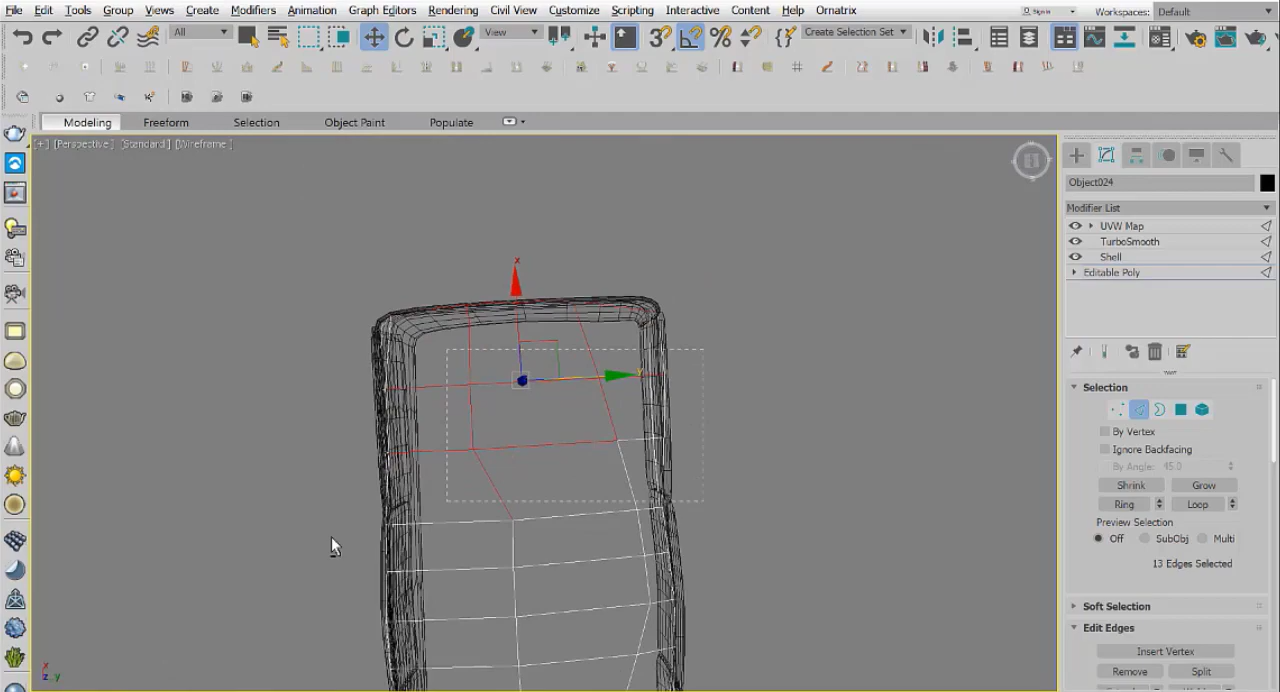 File Edit Tools Group Views Create Modifiers Animation Graph Editors Rendering Civil View Customize Scripting Interactive Content Help Ornatrix Sign In Workspaces: Default
All View Create Selection Set
Modeling Freeform Selection Object Paint Populate
[+] [Perspective] [Standard] [Wireframe]
Object024
Modifier List
UVW Map
TurboSmooth
Shell
Editable Poly
Selection
By Vertex
Ignore Backfacing
By Angle: 45.0
Shrink Grow
Ring Loop
Preview Selection
Off SubObj Multi
13 Edges Selected
Soft Selection
Edit Edges
Insert Vertex
Remove Split
x
y
x
z y